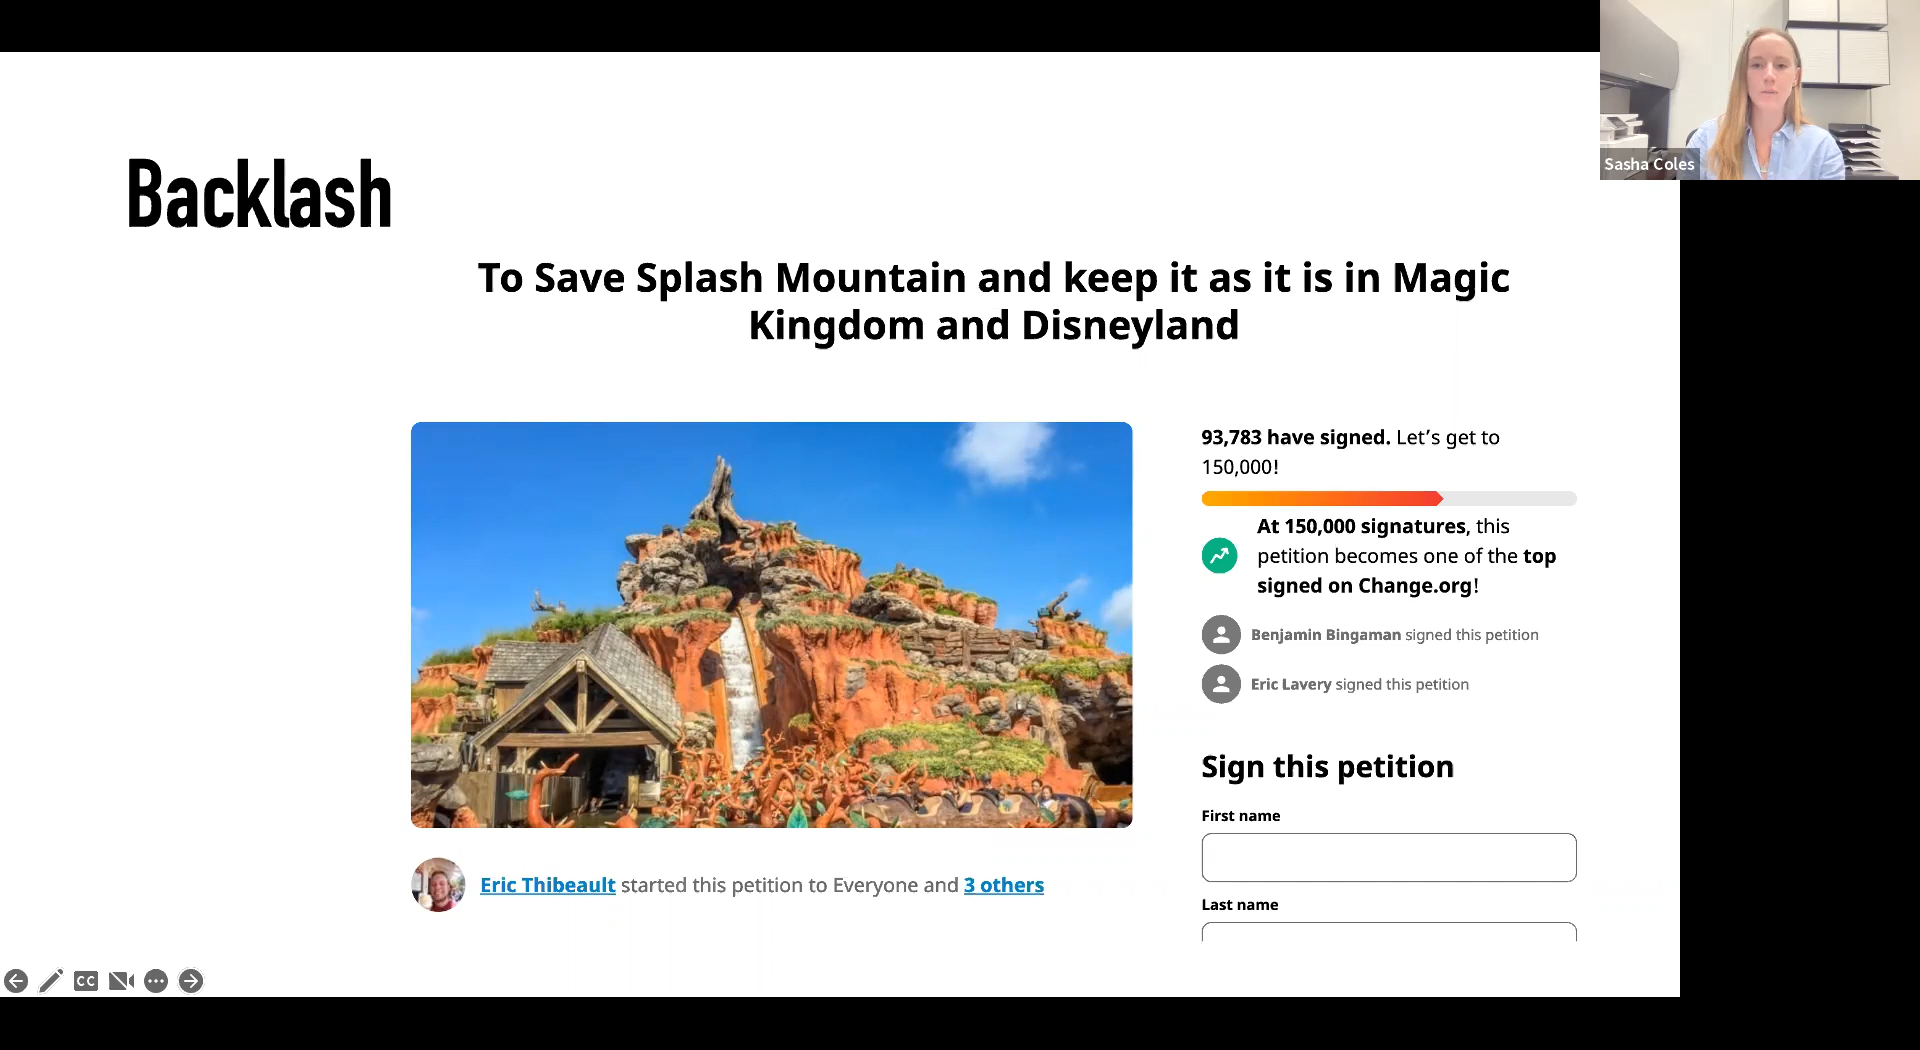 Sasha Coles
Backlash
To Save Splash Mountain and keep it as it is in Magic
Kingdom and Disneyland
93,783 have signed. Let’s get to
150,000!
At 150,000 signatures, this
petition becomes one of the top
signed on Change.org!
Benjamin Bingaman signed this petition
Eric Lavery signed this petition
Sign this petition
First name
Last name
Eric Thibeault started this petition to Everyone and 3 others
CC